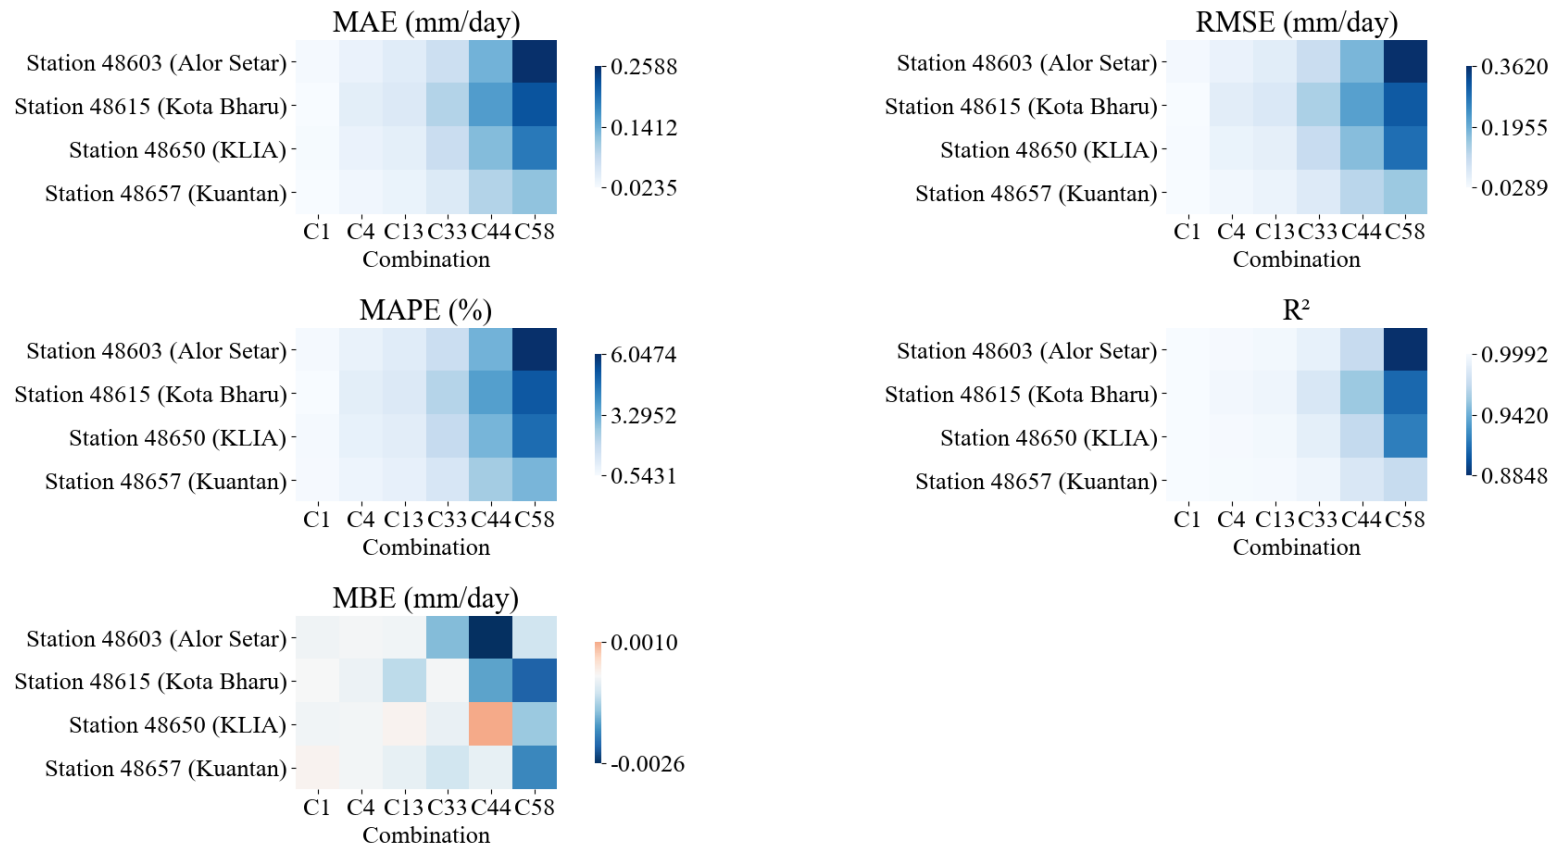 MAE (mm/day)
Station 48603 (Alor Setar)
Station 48615 (Kota Bharu)
Station 48650 (KLIA)
Station 48657 (Kuantan)
C1 C4 C13 C33 C44 C58
Combination
0.2588
0.1412
0.0235
RMSE (mm/day)
Station 48603 (Alor Setar)
Station 48615 (Kota Bharu)
Station 48650 (KLIA)
Station 48657 (Kuantan)
C1 C4 C13 C33 C44 C58
Combination
0.3620
0.1955
0.0289
MAPE (%)
Station 48603 (Alor Setar)
Station 48615 (Kota Bharu)
Station 48650 (KLIA)
Station 48657 (Kuantan)
C1 C4 C13 C33 C44 C58
Combination
6.0474
3.2952
0.5431
R²
Station 48603 (Alor Setar)
Station 48615 (Kota Bharu)
Station 48650 (KLIA)
Station 48657 (Kuantan)
C1 C4 C13 C33 C44 C58
Combination
0.9992
0.9420
0.8848
MBE (mm/day)
Station 48603 (Alor Setar)
Station 48615 (Kota Bharu)
Station 48650 (KLIA)
Station 48657 (Kuantan)
C1 C4 C13 C33 C44 C58
Combination
0.0010
-0.0026